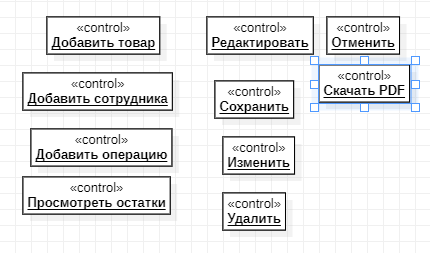 «control»
Добавить товар
«control»
Редактировать
«control»
Отменить
«control»
Добавить сотрудника
«control»
Сохранить
«control»
Скачать PDF
«control»
Добавить операцию
«control»
Изменить
«control»
Просмотреть остатки
«control»
Удалить